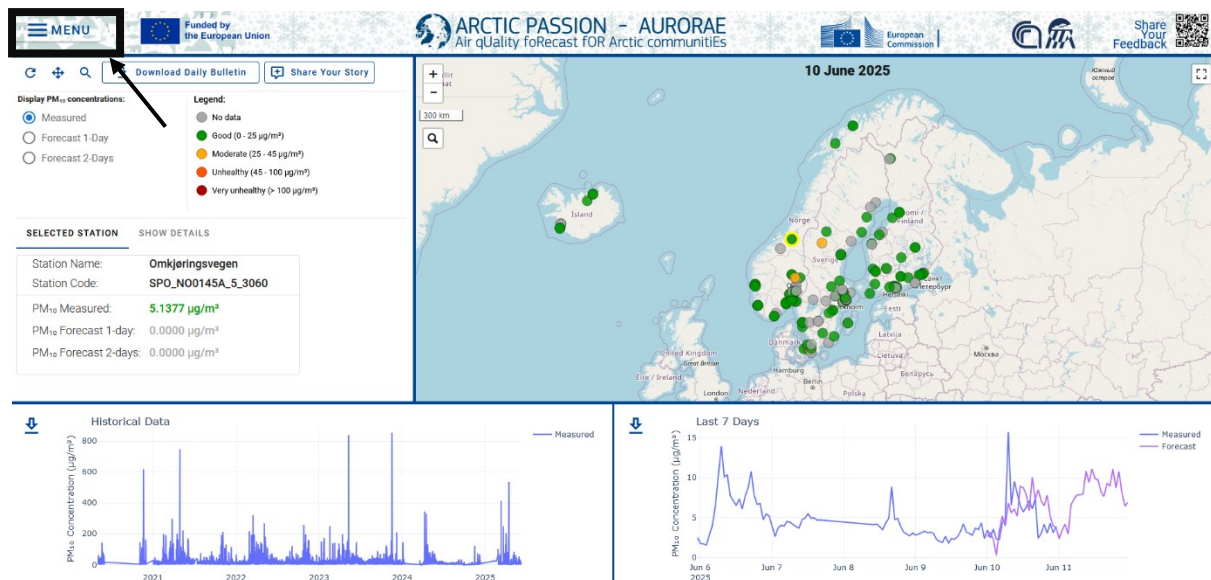 MENU
Funded by
the European Union
ARCTIC PASSION – AURORAE
Air qUality foRecast fOR Arctic communitiEs
European
Commission
Share
Your
Feedback
Download Daily Bulletin
Share Your Story
Display PM₁₀ concentrations:
Measured
Forecast 1-Day
Forecast 2-Days
Legend:
No data
Good (0 - 25 µg/m³)
Moderate (25 - 45 µg/m³)
Unhealthy (45 - 100 µg/m³)
Very unhealthy (> 100 µg/m³)
SELECTED STATION SHOW DETAILS
Station Name: Omkjøringsvegen
Station Code: SPO_NO0145A_5_3060
PM₁₀ Measured: 5.1377 µg/m³
PM₁₀ Forecast 1-day: 0.0000 µg/m³
PM₁₀ Forecast 2-days: 0.0000 µg/m³
+
−
300 km
10 June 2025
Южный
остров
Ísland
Norge
Suomi /
Finland
Sverige
Санкт
Петербург
Helsinki
Eesti
Latvija
Lietuva
Москва
Беларусь
Danmark
United Kingdom
Great Britain
Éire / Ireland
London
Nederland
Hamburg
Berlin
Polska
Historical Data
Measured
PM₁₀ Concentration (µg/m³)
800
600
400
200
0
2021 2022 2023 2024 2025
Last 7 Days
Measured
Forecast
PM₁₀ Concentration (µg/m³)
15
10
5
0
Jun 6 Jun 7 Jun 8 Jun 9 Jun 10 Jun 11
2025